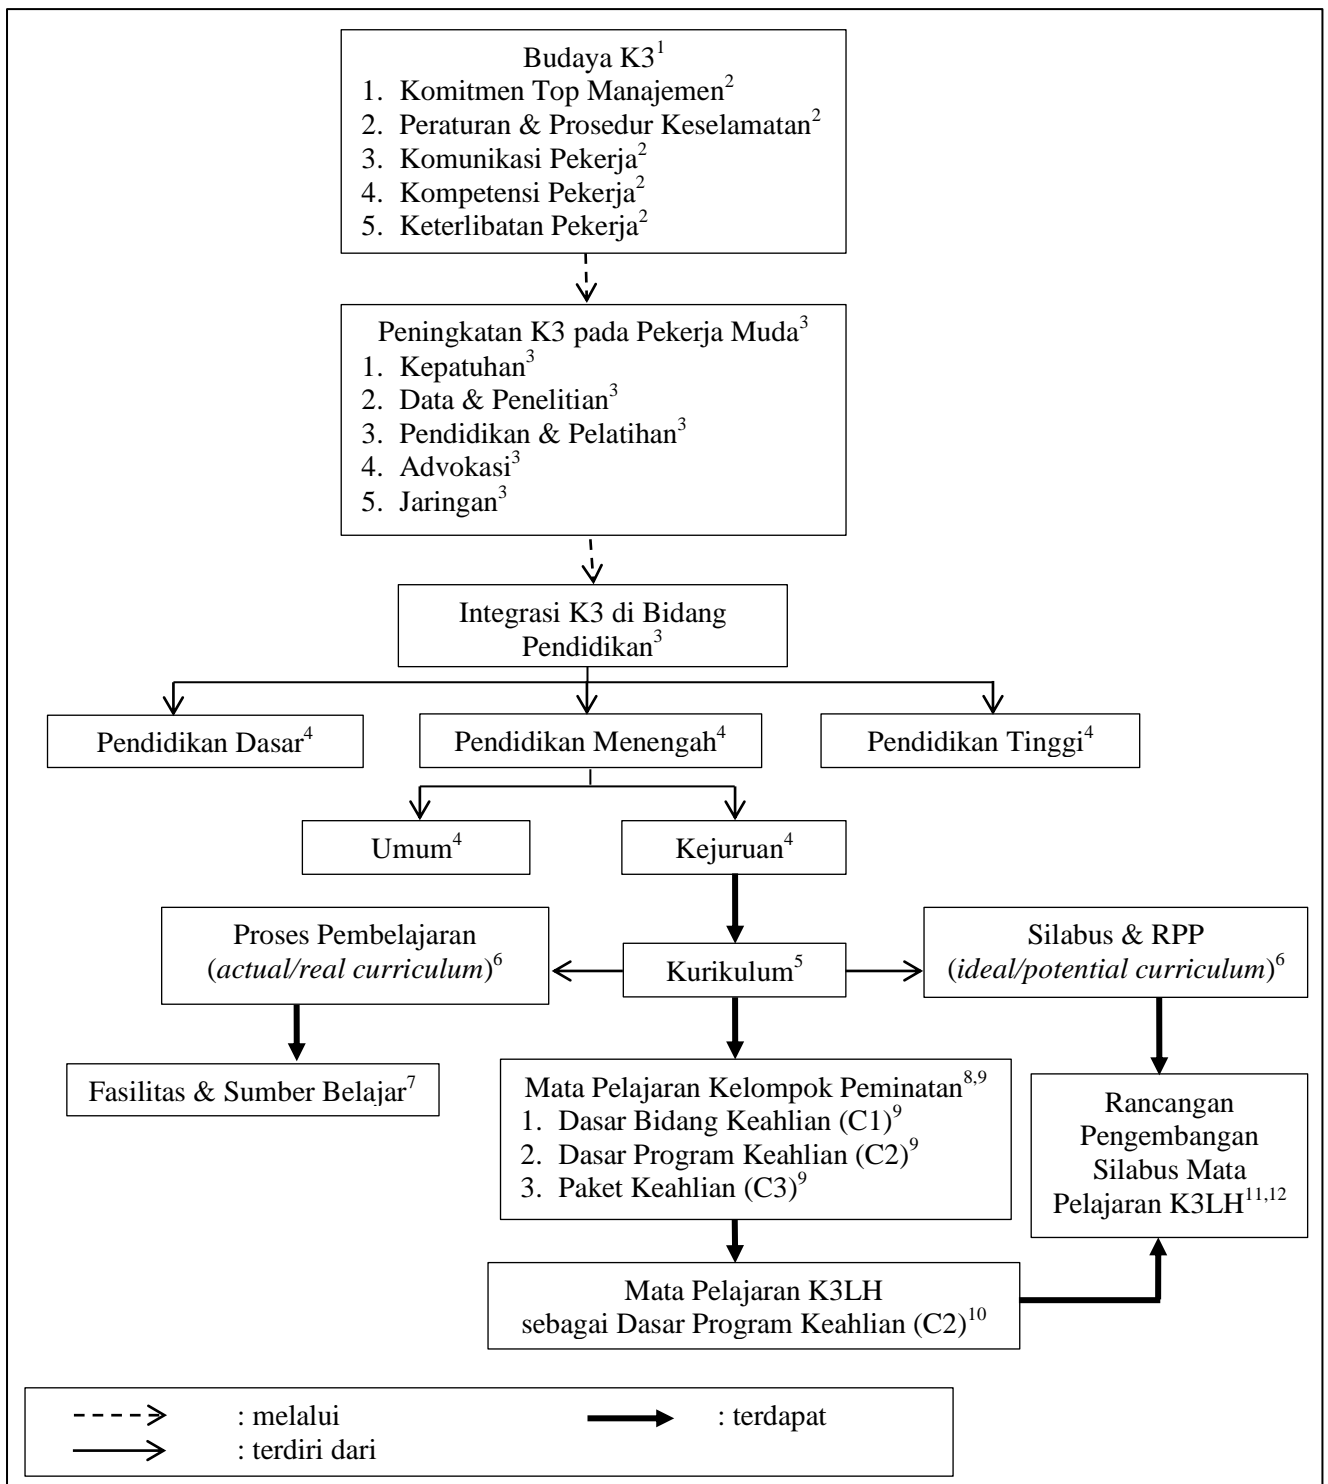 Budaya K3¹
1. Komitmen Top Manajemen²
2. Peraturan & Prosedur Keselamatan²
3. Komunikasi Pekerja²
4. Kompetensi Pekerja²
5. Keterlibatan Pekerja²
Peningkatan K3 pada Pekerja Muda³
1. Kepatuhan³
2. Data & Penelitian³
3. Pendidikan & Pelatihan³
4. Advokasi³
5. Jaringan³
Integrasi K3 di Bidang
Pendidikan³
Pendidikan Dasar⁴
Pendidikan Menengah⁴
Pendidikan Tinggi⁴
Umum⁴
Kejuruan⁴
Proses Pembelajaran
(actual/real curriculum)⁶
Kurikulum⁵
Silabus & RPP
(ideal/potential curriculum)⁶
Fasilitas & Sumber Belajar⁷
Mata Pelajaran Kelompok Peminatan⁸,⁹
1. Dasar Bidang Keahlian (C1)⁹
2. Dasar Program Keahlian (C2)⁹
3. Paket Keahlian (C3)⁹
Rancangan
Pengembangan
Silabus Mata
Pelajaran K3LH¹¹,¹²
Mata Pelajaran K3LH
sebagai Dasar Program Keahlian (C2)¹⁰
: melalui
: terdapat
: terdiri dari